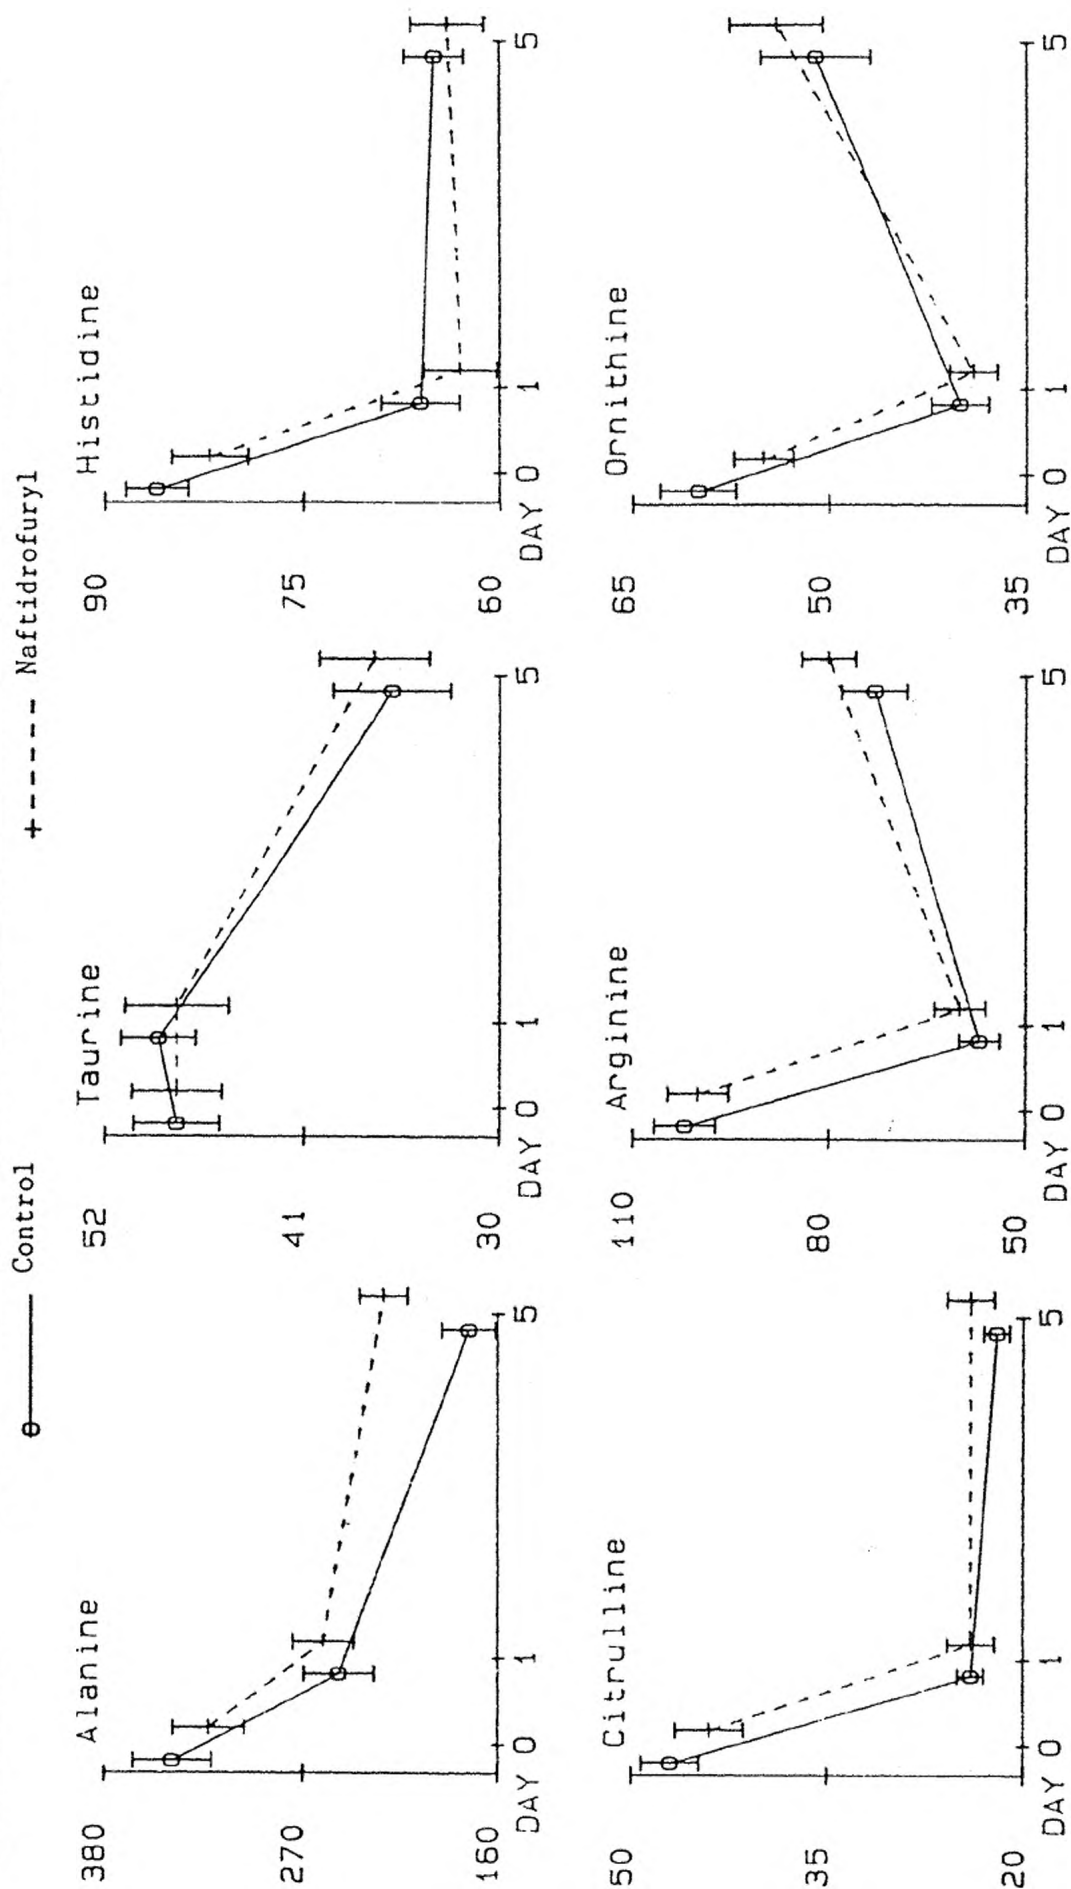 Control
Naftidrofuryl
Alanine
380
270
160
DAY 0 1 5
Taurine
52
41
30
DAY 0 1 5
Histidine
90
75
60
DAY 0 1 5
Citrulline
50
35
20
DAY 0 1 5
Arginine
110
80
50
DAY 0 1 5
Ornithine
65
50
35
DAY 0 1 5